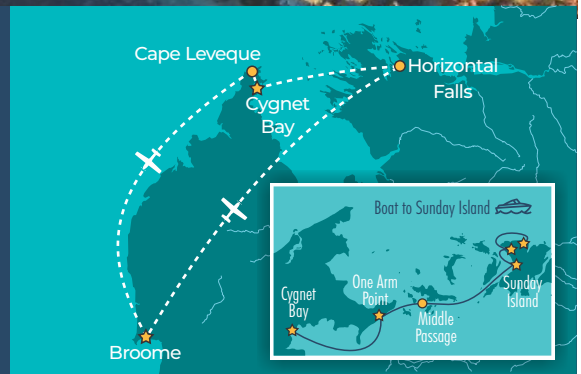 Cape Leveque
Horizontal
Falls
Cygnet
Bay
Broome
Boat to Sunday Island
Cygnet
Bay
One Arm
Point
Middle
Passage
Sunday
Island